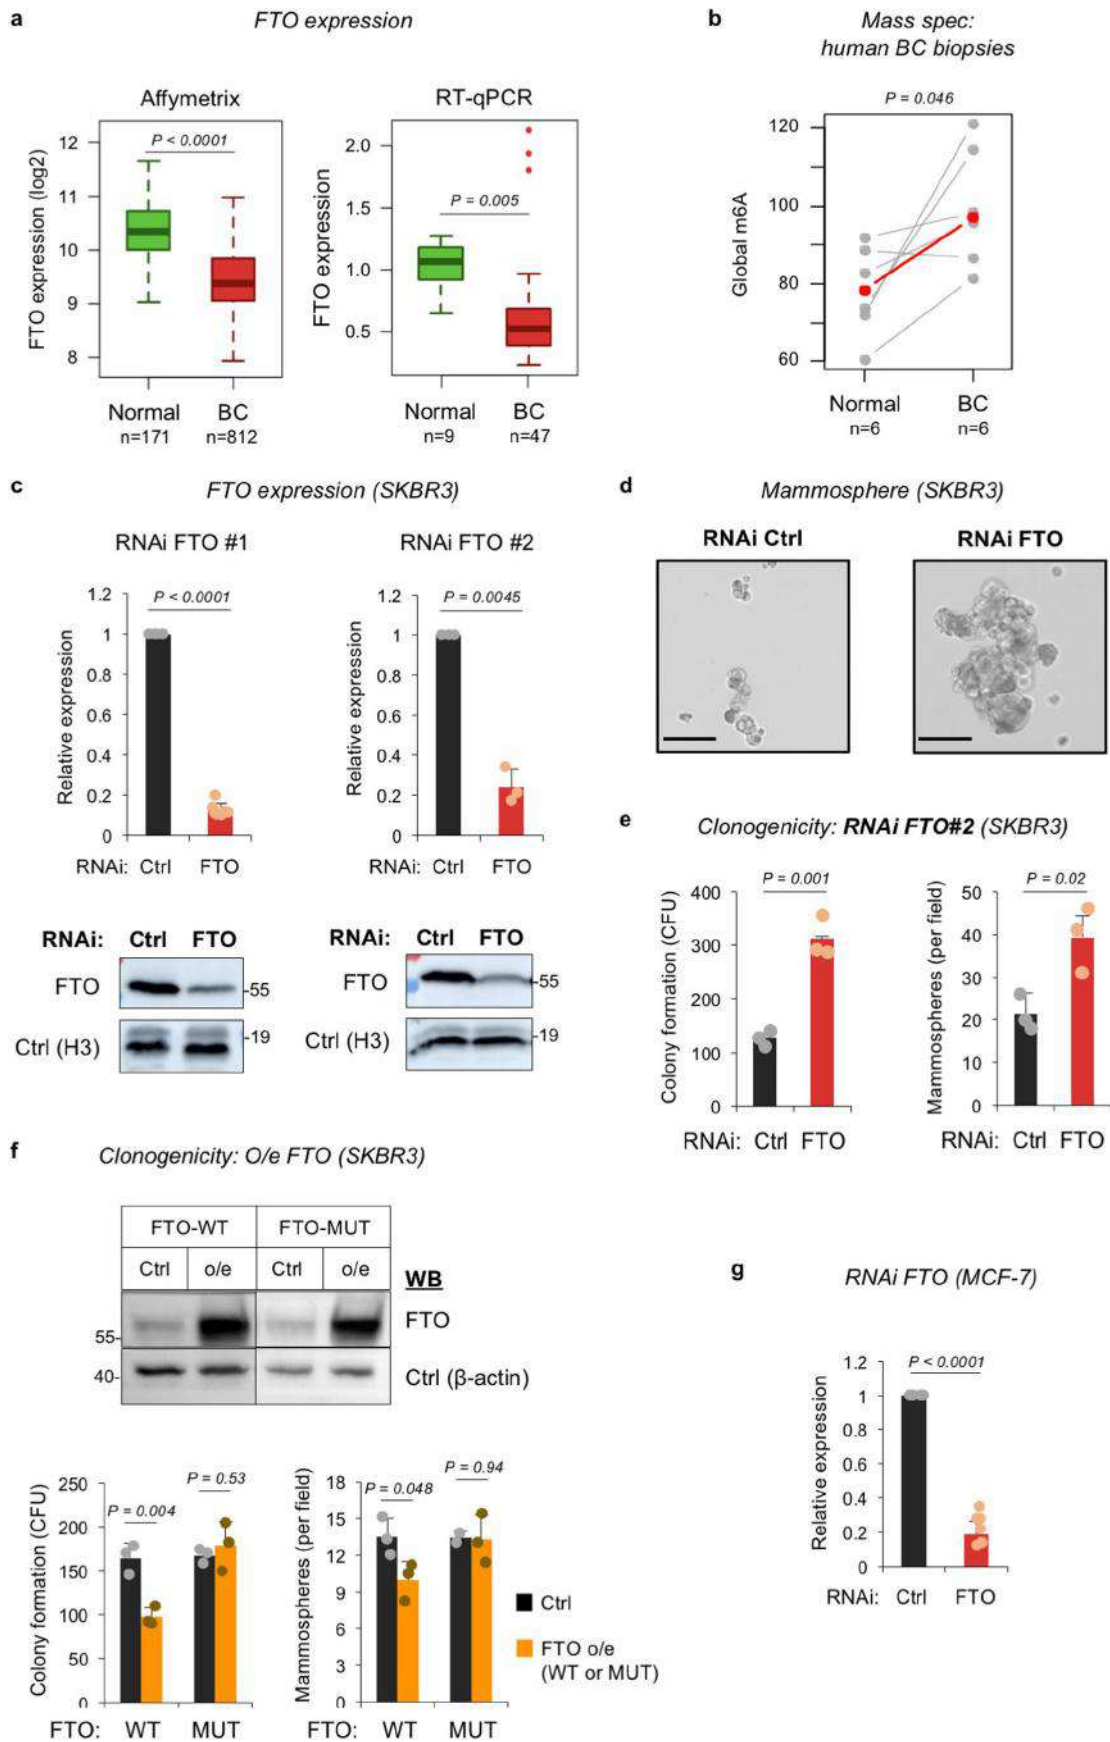 a
FTO expression
Affymetrix
RT-qPCR
FTO expression (log2)
12
11
10
9
8
P < 0.0001
Normal
n=171
BC
n=812
FTO expression
2.0
1.5
1.0
0.5
P = 0.005
Normal
n=9
BC
n=47
b
Mass spec:
human BC biopsies
P = 0.046
Global m6A
120
100
80
60
Normal
n=6
BC
n=6
c
FTO expression (SKBR3)
RNAi FTO #1
RNAi FTO #2
Relative expression
1.2
1
0.8
0.6
0.4
0.2
0
P < 0.0001
RNAi: Ctrl FTO
Relative expression
1.2
1
0.8
0.6
0.4
0.2
0
P = 0.0045
RNAi: Ctrl FTO
RNAi: Ctrl FTO
FTO
-55
Ctrl (H3)
-19
RNAi: Ctrl FTO
FTO
-55
Ctrl (H3)
-19
d
Mammosphere (SKBR3)
RNAi Ctrl
RNAi FTO
e
Clonogenicity: RNAi FTO#2 (SKBR3)
Colony formation (CFU)
400
300
200
100
0
P = 0.001
RNAi: Ctrl FTO
Mammospheres (per field)
50
40
30
20
10
0
P = 0.02
RNAi: Ctrl FTO
f
Clonogenicity: O/e FTO (SKBR3)
FTO-WT FTO-MUT
Ctrl o/e Ctrl o/e
WB
FTO
55-
40-
Ctrl (β-actin)
Colony formation (CFU)
250
200
150
100
50
0
P = 0.004
P = 0.53
FTO: WT MUT
Mammospheres (per field)
18
15
12
9
6
3
0
P = 0.048
P = 0.94
FTO: WT MUT
Ctrl
FTO o/e
(WT or MUT)
g
RNAi FTO (MCF-7)
Relative expression
1.2
1
0.8
0.6
0.4
0.2
0
P < 0.0001
RNAi: Ctrl FTO